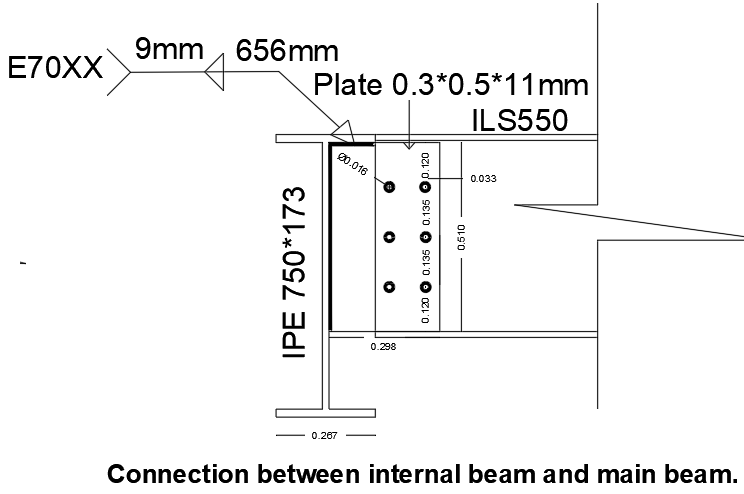 9mm 656mm
E70XX
Plate 0.3*0.5*11mm
ILS550
Ø0.016
0.120
0.033
0.135
0.510
0.135
0.120
IPE 750*173
0.298
0.267
Connection between internal beam and main beam.